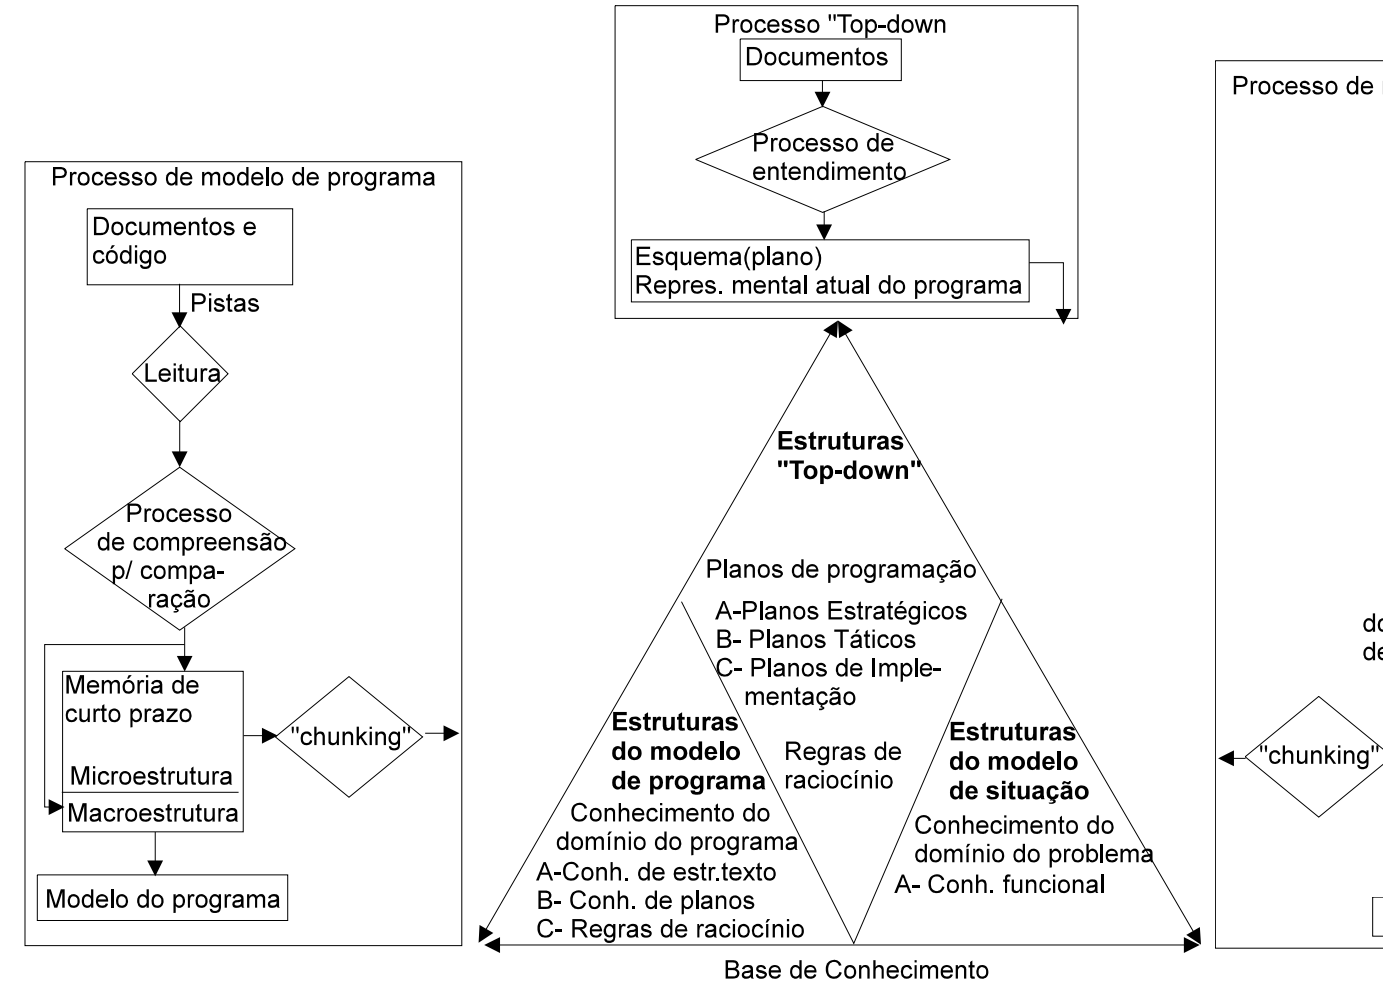 Processo "Top-down
Documentos
Processo de
entendimento
Esquema(plano)
Repres. mental atual do programa
Processo de modelo de programa
Documentos e
código
Pistas
Leitura
Processo
de compreensão
p/ compa-
ração
Memória de
curto prazo
Microestrutura
Macroestrutura
"chunking"
Modelo do programa
Estruturas
"Top-down"
Planos de programação
A-Planos Estratégicos
B- Planos Táticos
C- Planos de Imple-
mentação
Regras de
raciocínio
Estruturas
do modelo
de programa
Conhecimento do
domínio do programa
A-Conh. de estr.texto
B- Conh. de planos
C- Regras de raciocínio
Estruturas
do modelo
de situação
Conhecimento do
domínio do problema
A- Conh. funcional
Base de Conhecimento
Processo de
"chunking"